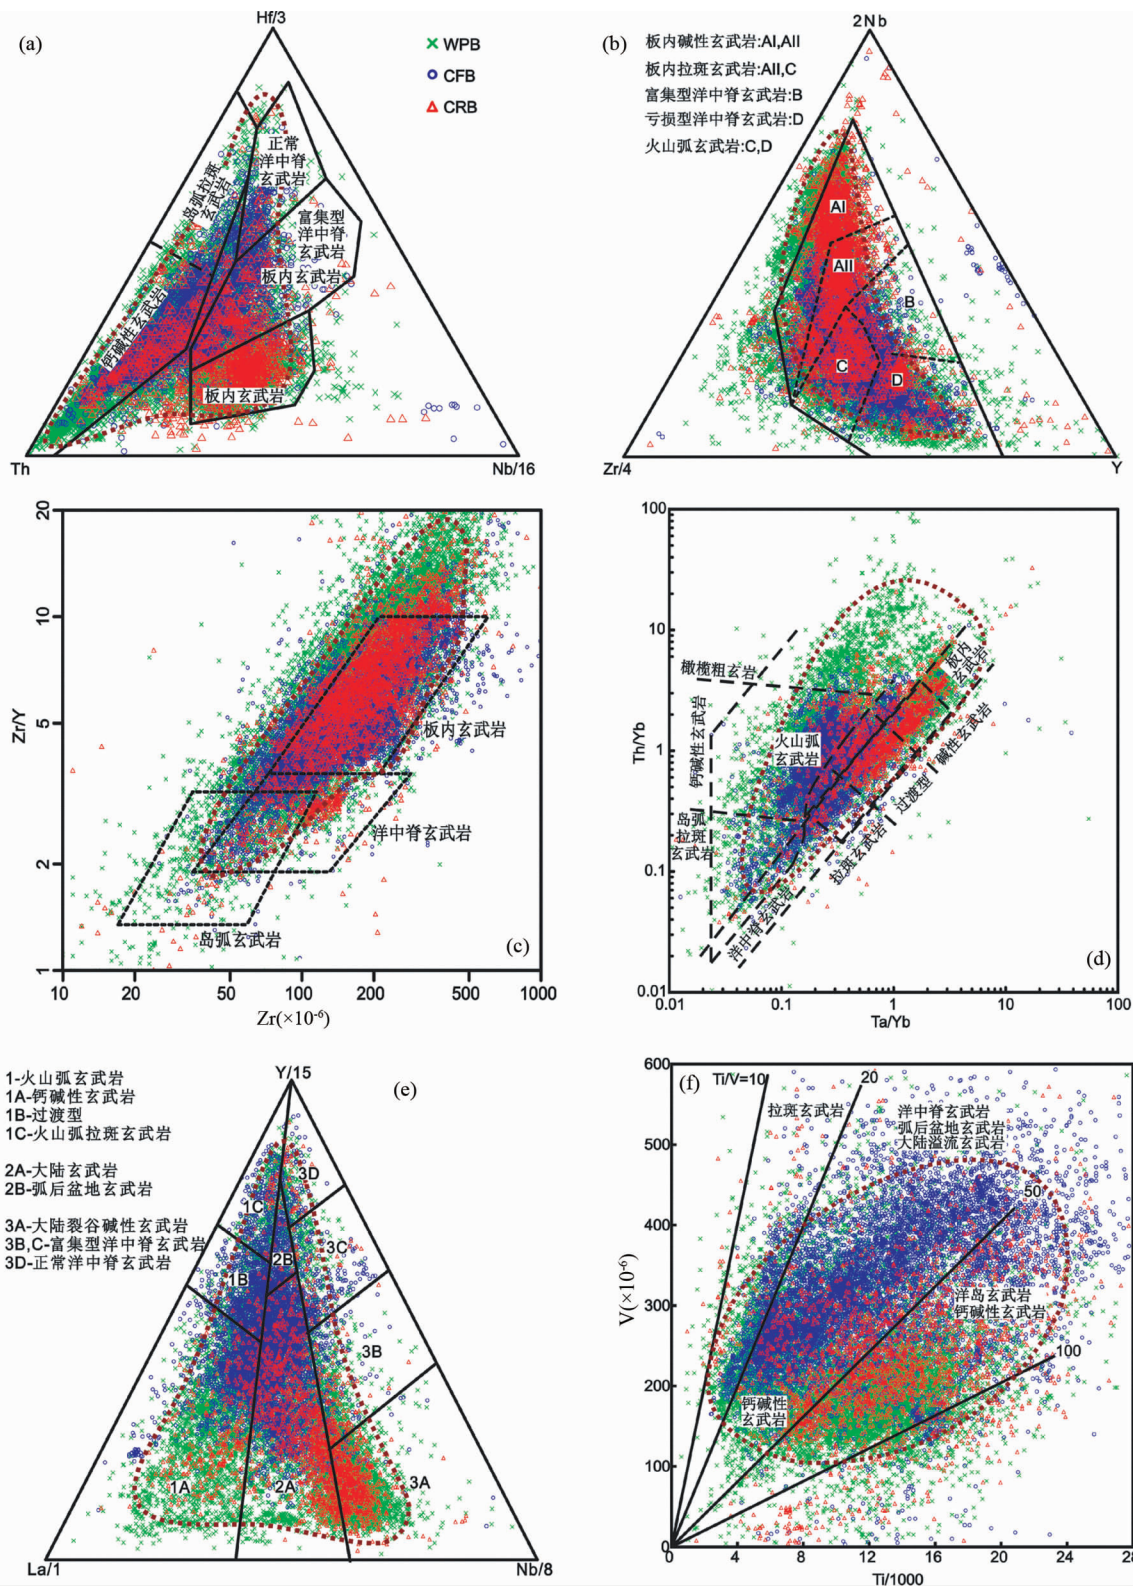 (a)
Hf/3
WPB
CFB
CRB
正常
洋中脊
玄武岩
岛弧拉斑
玄武岩
富集型
洋中脊
玄武岩
板内玄武岩
钙碱性玄武岩
板内玄武岩
Th
Nb/16
(b)
2Nb
板内碱性玄武岩:AI,AII
板内拉斑玄武岩:AII,C
富集型洋中脊玄武岩:B
亏损型洋中脊玄武岩:D
火山弧玄武岩:C,D
AI
AII
B
C
D
Zr/4
Y
20
10
5
2
1
Zr/Y
板内玄武岩
洋中脊玄武岩
岛弧玄武岩
(c)
10 20 50 100 200 500 1000
Zr(×10⁻⁶)
100
10
1
0.1
0.01
Th/Yb
橄榄粗玄岩
钙碱性玄武岩
岛弧
拉斑
玄武岩
火山弧
玄武岩
板内
玄武岩
碱性玄武岩
过渡型
拉斑玄武岩
洋中脊玄武岩
(d)
0.01 0.1 1 10 100
Ta/Yb
1-火山弧玄武岩
1A-钙碱性玄武岩
1B-过渡型
1C-火山弧拉斑玄武岩
2A-大陆玄武岩
2B-弧后盆地玄武岩
3A-大陆裂谷碱性玄武岩
3B,C-富集型洋中脊玄武岩
3D-正常洋中脊玄武岩
Y/15
(e)
3D
1C
3C
2B
1B
3B
1A
2A
3A
La/1
Nb/8
600
500
400
300
200
100
0
V(×10⁻⁶)
(f)
Ti/V=10
20
拉斑玄武岩
洋中脊玄武岩
弧后盆地玄武岩
大陆溢流玄武岩
50
洋岛玄武岩
钙碱性玄武岩
100
钙碱性
玄武岩
0 4 8 12 16 20 24 28
Ti/1000